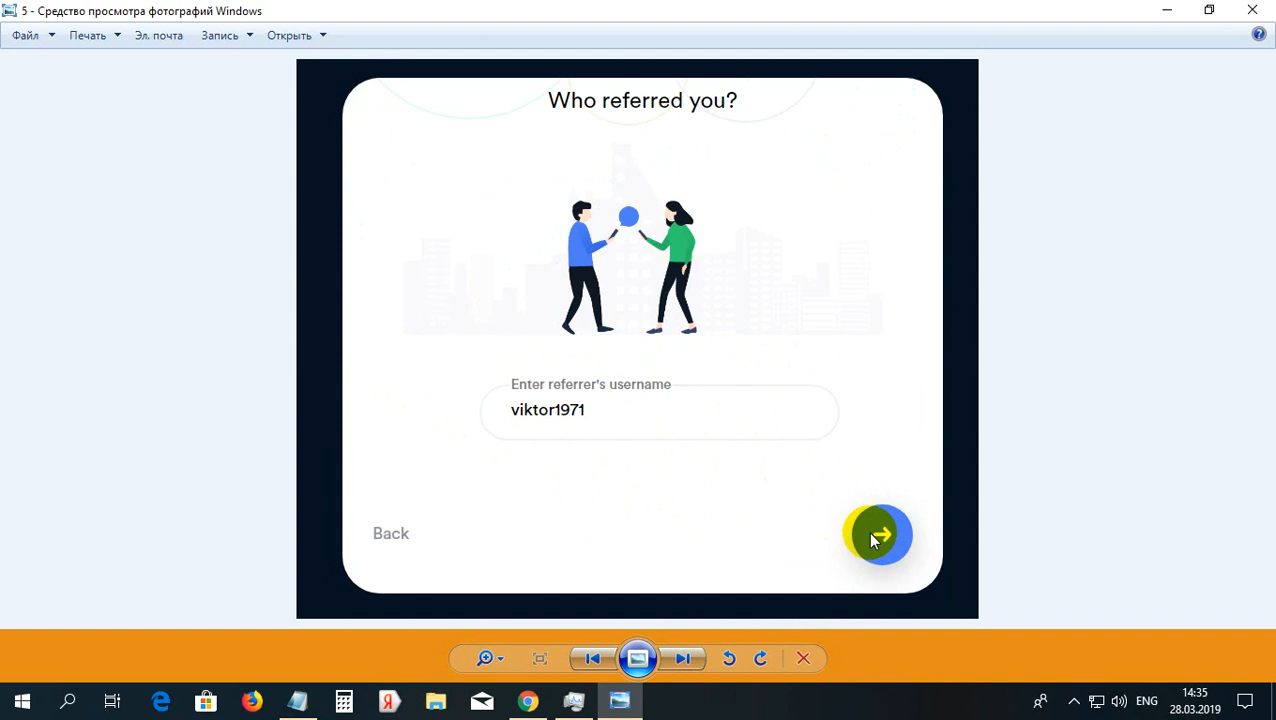 5 - Средство просмотра фотографий Windows
Файл Печать Эл. почта Запись Открыть
Who referred you?
Enter referrer's username
viktor1971
Back
ENG
14:35
28.03.2019